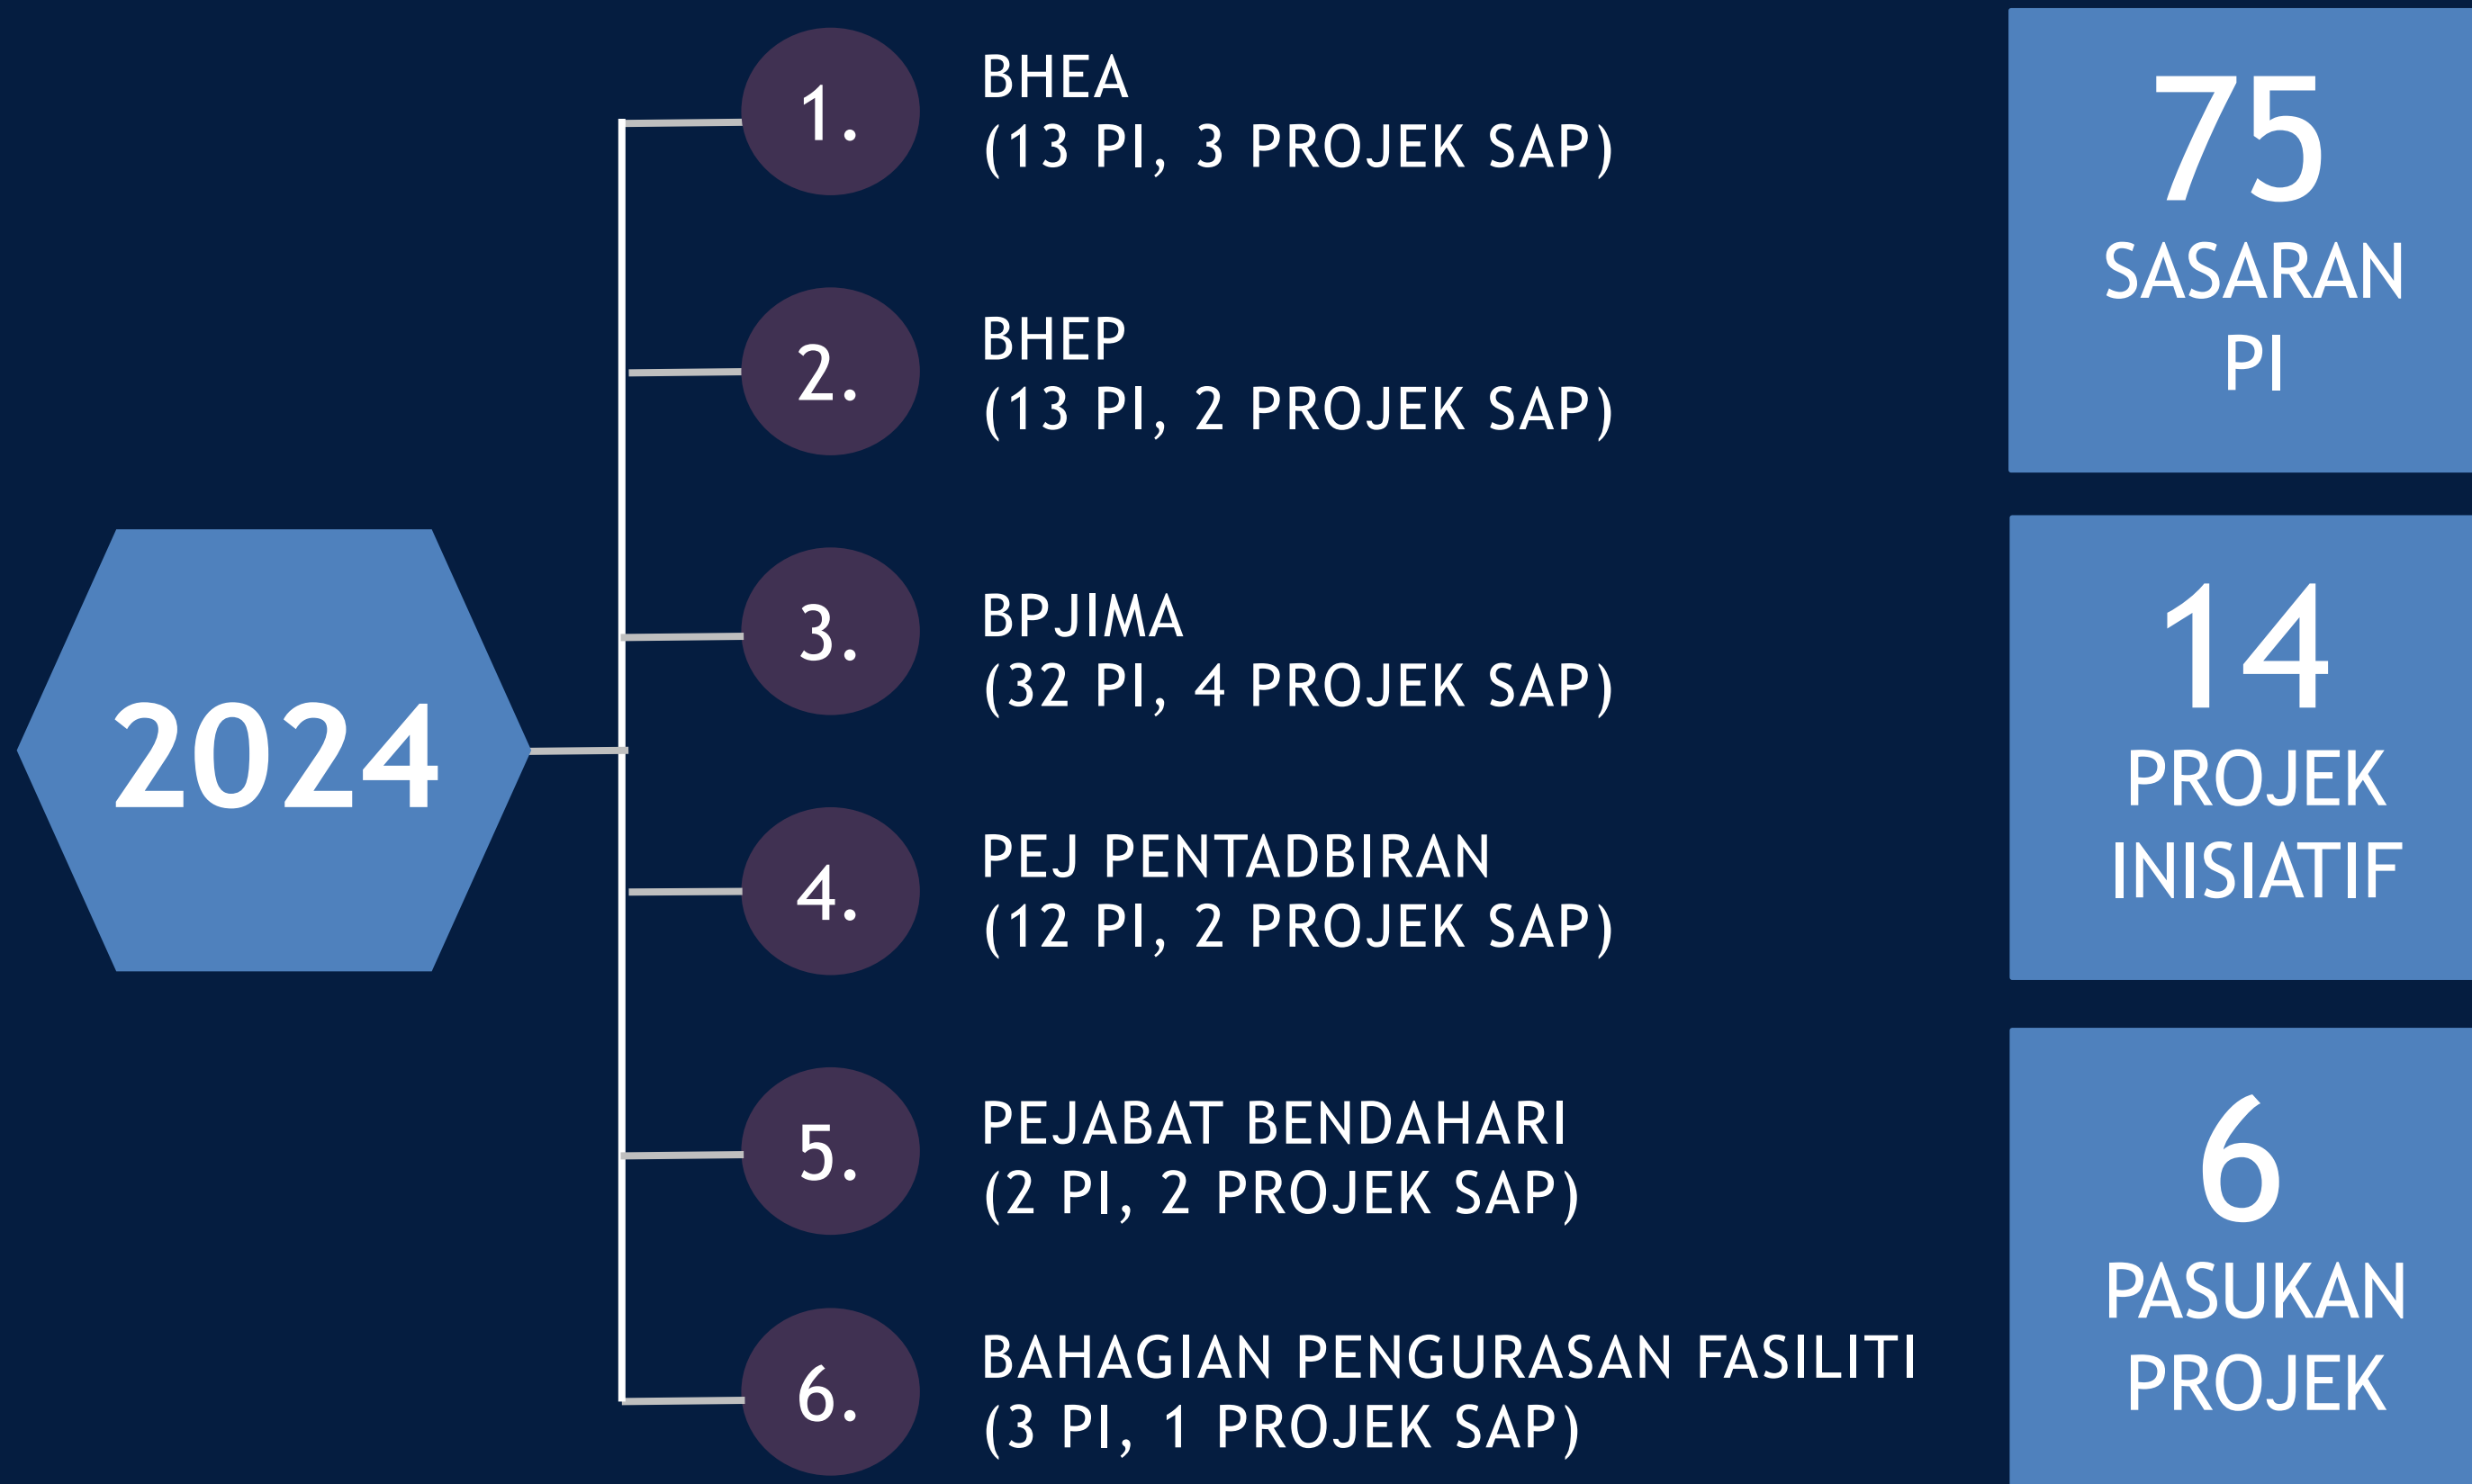 2024
1.
BHEA
(13 PI, 3 PROJEK SAP)
2.
BHEP
(13 PI, 2 PROJEK SAP)
3.
BPJIMA
(32 PI, 4 PROJEK SAP)
4.
PEJ PENTADBIRAN
(12 PI, 2 PROJEK SAP)
5.
PEJABAT BENDAHARI
(2 PI, 2 PROJEK SAP)
6.
BAHAGIAN PENGURASAN FASILITI
(3 PI, 1 PROJEK SAP)
75
SASARAN
PI
14
PROJEK
INISIATIF
6
PASUKAN
PROJEK